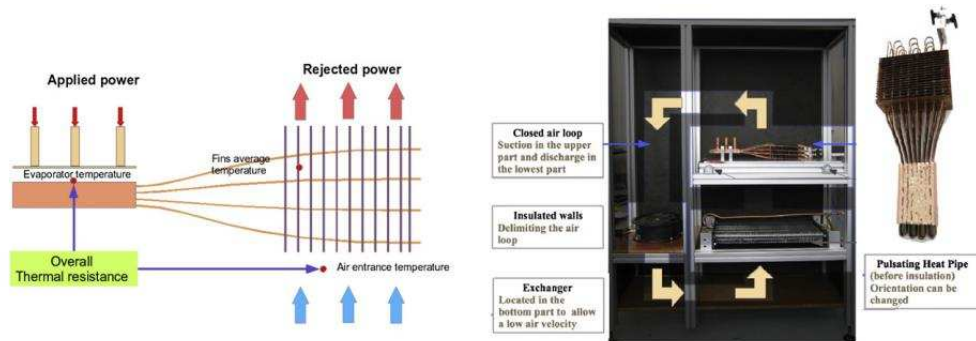 Applied power
Rejected power
Fins average
temperature
Evaporator temperature
Overall
Thermal resistance
Air entrance temperature
Closed air loop
Suction in the upper
part and discharge in
the lowest part
Insulated walls
Delimiting the air
loop
Exchanger
Located in the
bottom part to allow
a low air velocity
Pulsating Heat Pipe
(before insulation)
Orientation can be
changed